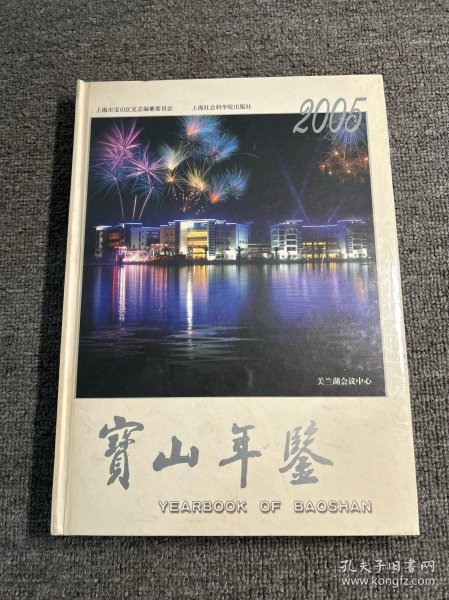 上海市宝山区史志编纂委员会 上海社会科学院出版社
2005
美兰湖会议中心
寳山年鑒
YEARBOOK OF BAOSHAN
孔夫子旧书网
www.kongfz.com